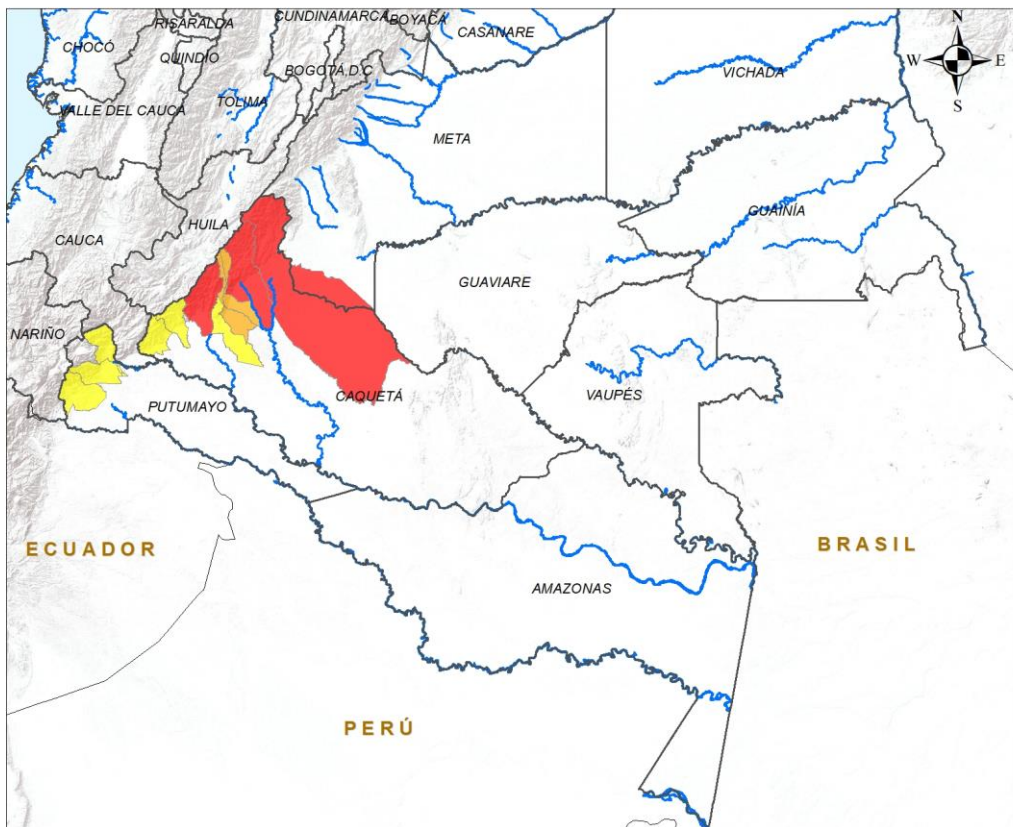 CUNDINAMARCA
BOYACÁ
RISARALDA
CASANARE
N
CHOCÓ
QUINDÍO
BOGOTÁ,D.C
VICHADA
W
E
TOLIMA
VALLE DEL CAUCA
S
META
GUAINÍA
HUILA
CAUCA
GUAVIARE
NARIÑO
CAQUETÁ
VAUPÉS
PUTUMAYO
ECUADOR
BRASIL
AMAZONAS
PERÚ